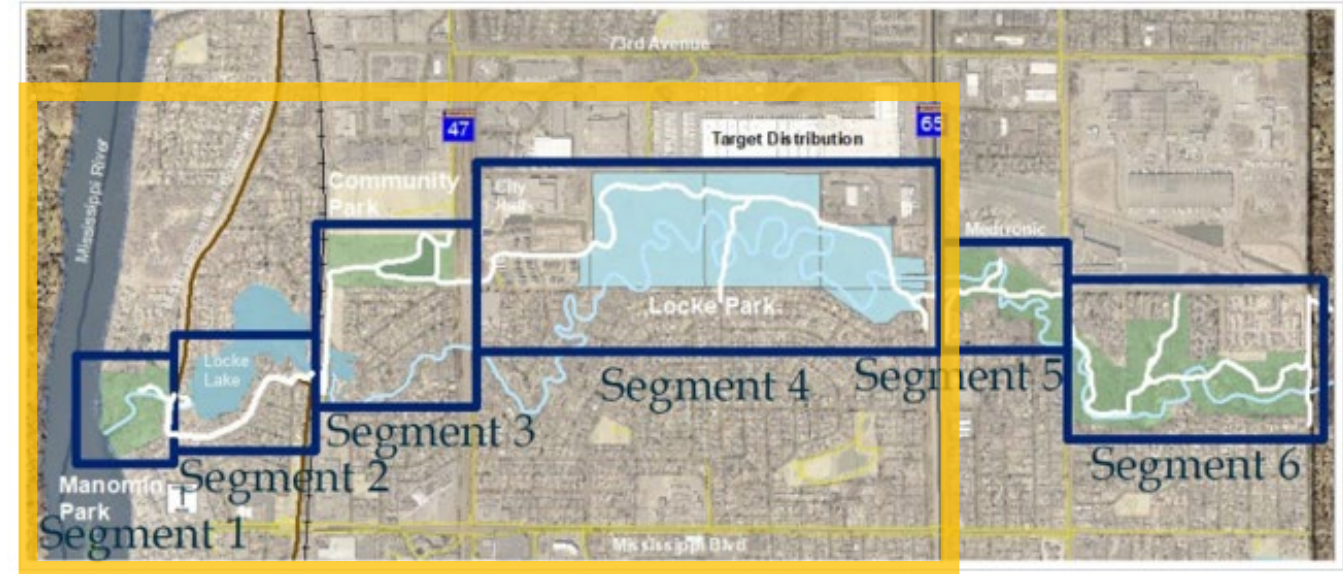 73rd Avenue
47
65
Target Distribution
Mississippi River
Community
Park
City
Hall
Medtronic
Locke Park
Locke
Lake
Segment 4
Segment 5
Segment 3
Segment 2
Segment 6
Manomin
Park
1
Segment 1
Mississippi Blvd